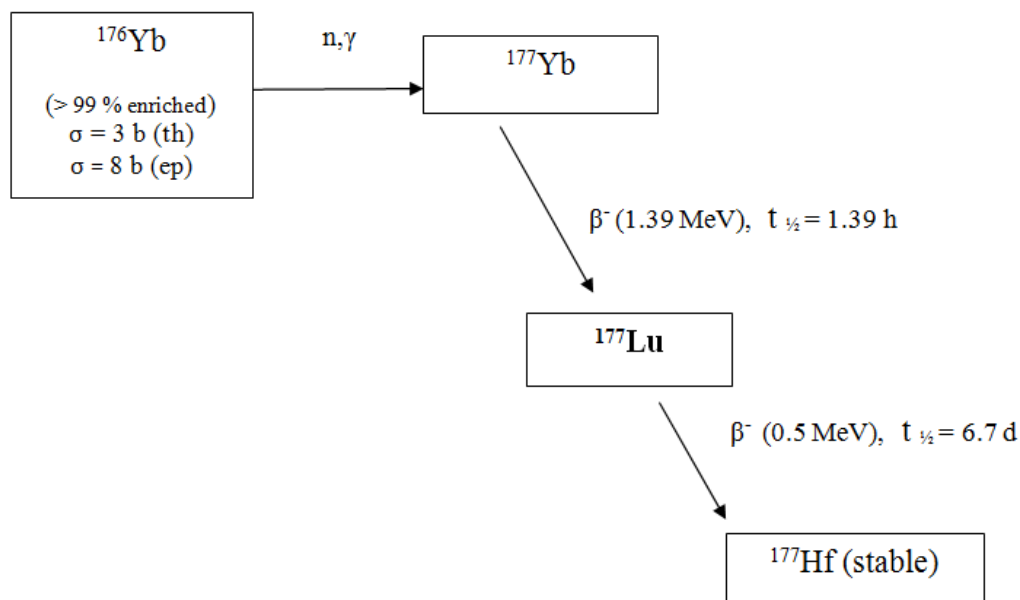 ¹⁷⁶Yb
(> 99 % enriched)
σ = 3 b (th)
σ = 8 b (ep)
n,γ
¹⁷⁷Yb
β⁻ (1.39 MeV), t ½ = 1.39 h
¹⁷⁷Lu
β⁻ (0.5 MeV), t ½ = 6.7 d
¹⁷⁷Hf (stable)